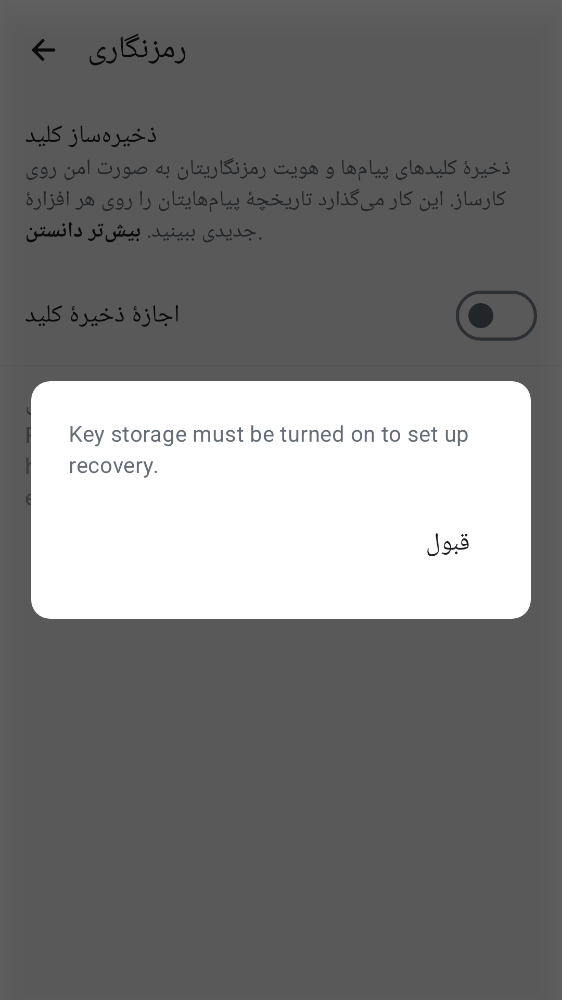 رمزنگاری
ذخیره‌ساز کلید
ذخیرهٔ کلیدهای پیام‌ها و هویت رمزنگاریتان به صورت امن روی
کارساز. این کار می‌گذارد تاریخچهٔ پیام‌هایتان را روی هر افزارهٔ
جدیدی ببینید. بیش‌تر دانستن.
اجازهٔ ذخیرهٔ کلید
Key storage must be turned on to set up
recovery.
قبول